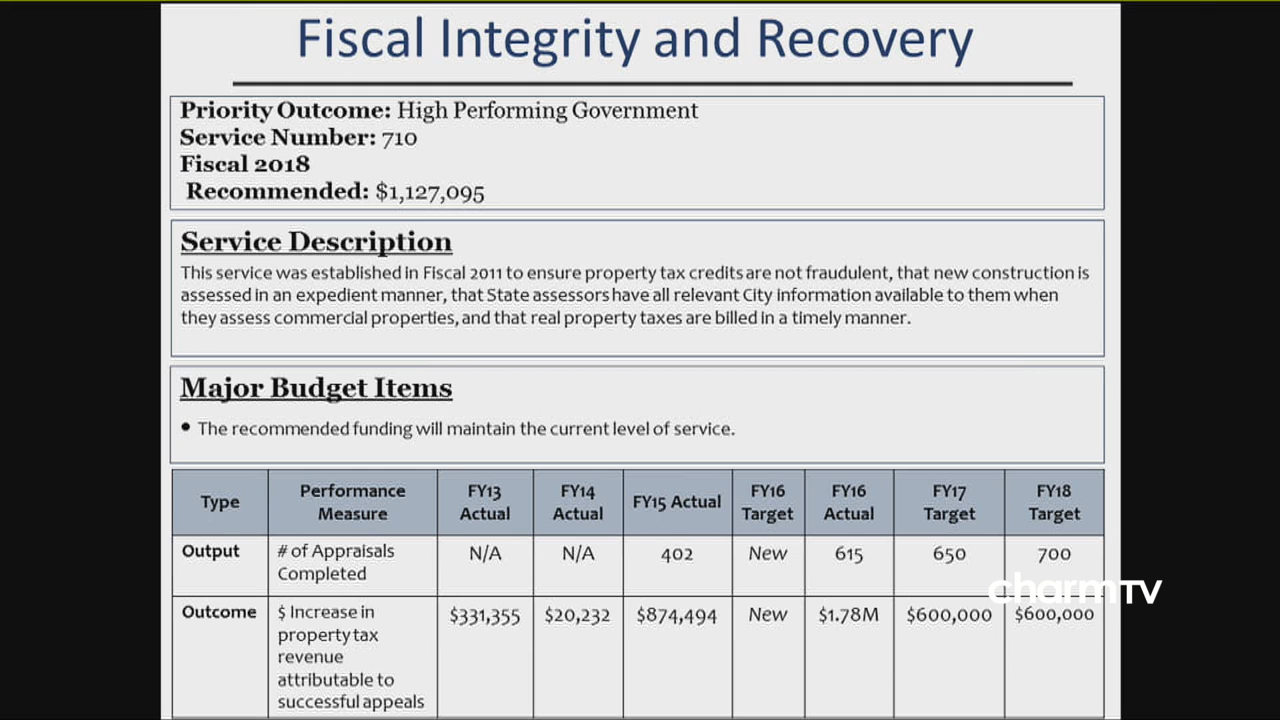 Fiscal Integrity and Recovery
Priority Outcome: High Performing Government
Service Number: 710
Fiscal 2018
Recommended: $1,127,095
Service Description
This service was established in Fiscal 2011 to ensure property tax credits are not fraudulent, that new construction is
assessed in an expedient manner, that State assessors have all relevant City information available to them when
they assess commercial properties, and that real property taxes are billed in a timely manner.
Major Budget Items
• The recommended funding will maintain the current level of service.
Type
Performance
Measure
FY13
Actual
FY14
Actual
FY15 Actual
FY16
Target
FY16
Actual
FY17
Target
FY18
Target
Output
# of Appraisals
Completed
N/A
N/A
402
New
615
650
700
Outcome
$ Increase in
property tax
revenue
attributable to
successful appeals
$331,355
$20,232
$874,494
New
$1.78M
$600,000
$600,000
charmTV